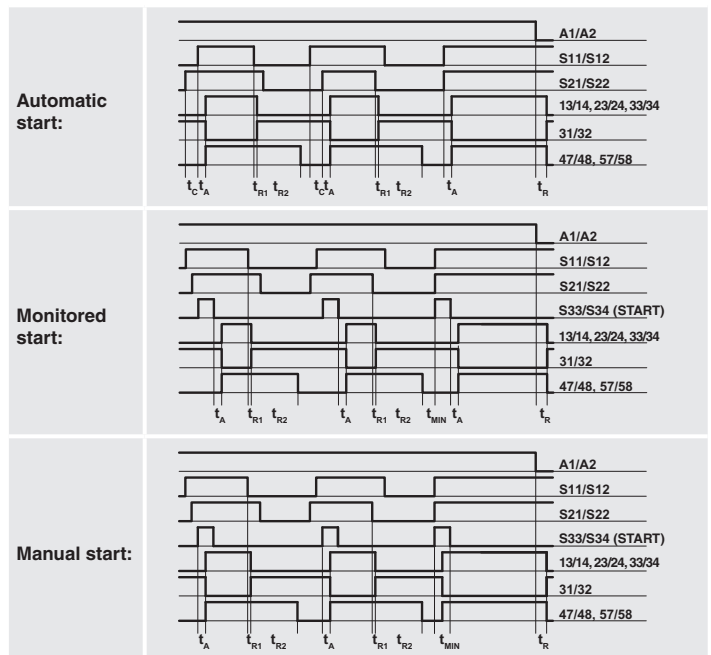 Automatic
start:
A1/A2
S11/S12
S21/S22
13/14, 23/24, 33/34
31/32
47/48, 57/58
tC tA tR1 tR2 tC tA tR1 tR2 tA tR
Monitored
start:
A1/A2
S11/S12
S21/S22
S33/S34 (START)
13/14, 23/24, 33/34
31/32
47/48, 57/58
tA tR1 tR2 tA tR1 tR2 tMIN tA tR
Manual start:
A1/A2
S11/S12
S21/S22
S33/S34 (START)
13/14, 23/24, 33/34
31/32
47/48, 57/58
tA tR1 tR2 tA tR1 tR2 tMIN tR